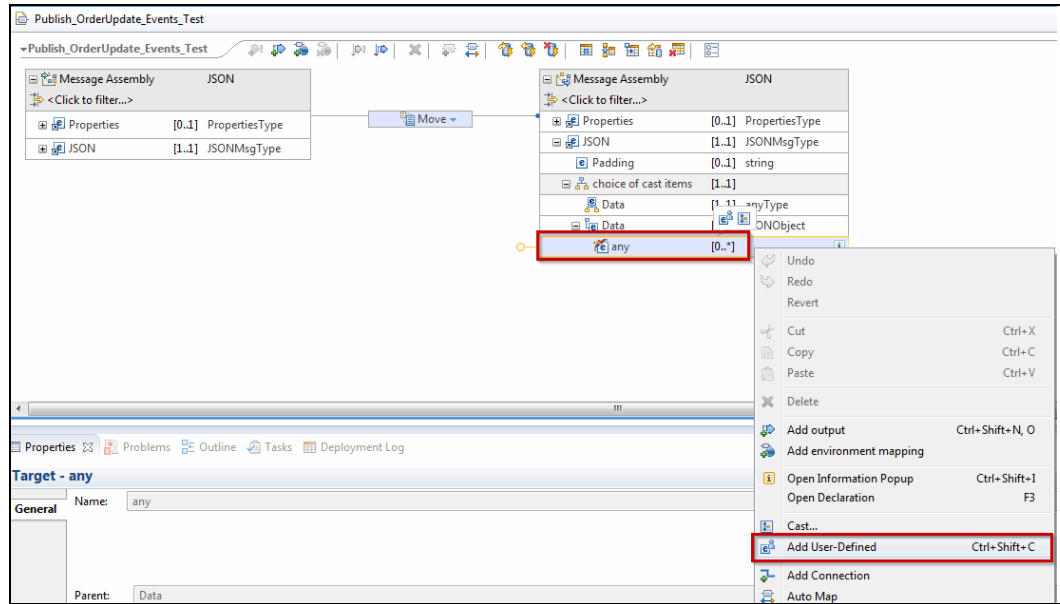 Publish_OrderUpdate_Events_Test
Publish_OrderUpdate_Events_Test
Message Assembly JSON
<Click to filter...>
Properties [0..1] PropertiesType
JSON [1..1] JSONMsgType
Move
Message Assembly JSON
<Click to filter...>
Properties [0..1] PropertiesType
JSON [1..1] JSONMsgType
Padding [0..1] string
choice of cast items [1..1]
Data [1..1] anyType
Data ONObject
any [0..*]
Undo
Redo
Revert
Cut Ctrl+X
Copy Ctrl+C
Paste Ctrl+V
Delete
Add output Ctrl+Shift+N, O
Add environment mapping
Open Information Popup Ctrl+Shift+I
Open Declaration F3
Cast...
Add User-Defined Ctrl+Shift+C
Add Connection
Auto Map
Properties Problems Outline Tasks Deployment Log
Target - any
General
Name: any
Parent: Data